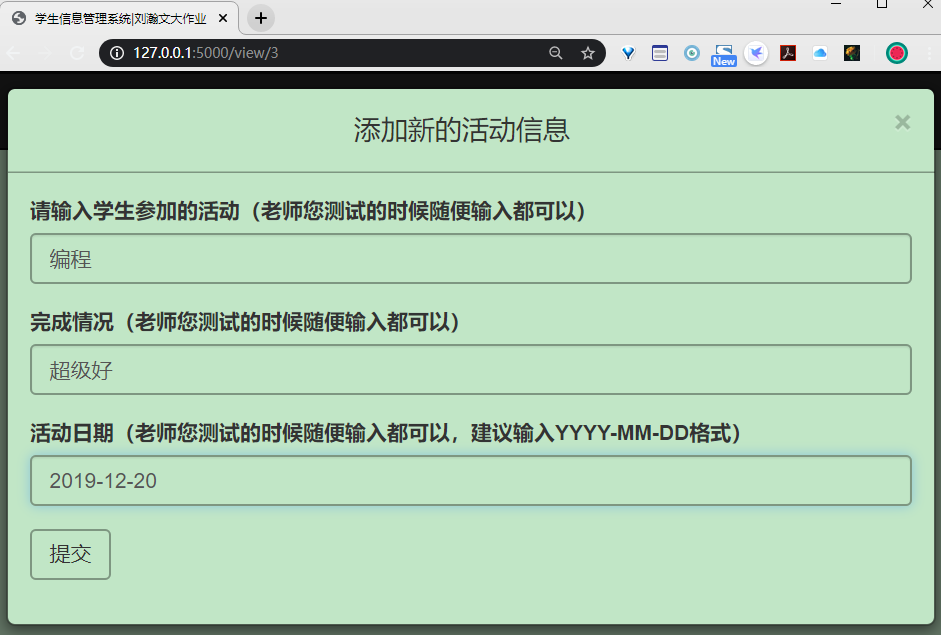 学生信息管理系统|刘瀚文大作业
127.0.0.1:5000/view/3
New
添加新的活动信息
×
请输入学生参加的活动（老师您测试的时候随便输入都可以）
编程
完成情况（老师您测试的时候随便输入都可以）
超级好
活动日期（老师您测试的时候随便输入都可以，建议输入YYYY-MM-DD格式）
2019-12-20
提交